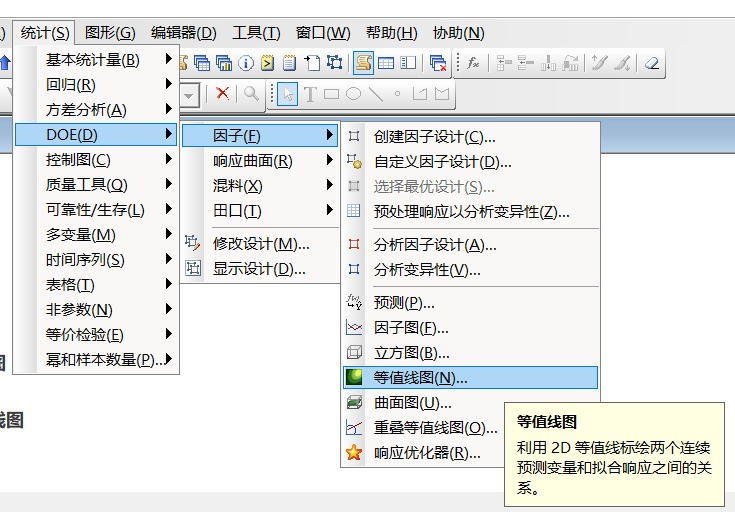 统计(S) 图形(G) 编辑器(D) 工具(T) 窗口(W) 帮助(H) 协助(N)
基本统计量(B)
回归(R)
方差分析(A)
DOE(D)
控制图(C)
质量工具(Q)
可靠性/生存(L)
多变量(M)
时间序列(S)
表格(T)
非参数(N)
等价检验(E)
幂和样本数量(P)...
因子(F)
响应曲面(R)
混料(X)
田口(T)
修改设计(M)...
显示设计(D)...
创建因子设计(C)...
自定义因子设计(D)...
选择最优设计(S)...
预处理响应以分析变异性(Z)...
分析因子设计(A)...
分析变异性(V)...
预测(P)...
因子图(F)...
立方图(B)...
等值线图(N)...
曲面图(U)...
重叠等值线图(O)...
响应优化器(R)...
等值线图
利用 2D 等值线标绘两个连续
预测变量和拟合响应之间的关
系。
线图